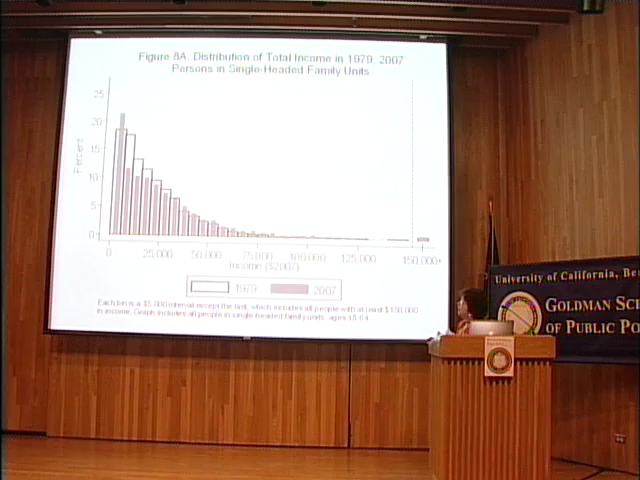 Figure 8A. Distribution of Total Income in 1979, 2007
Persons in Single-Headed Family Units
Percent
25
20
15
10
5
0
0
25,000
50,000
75,000
100,000
125,000
150,000+
Income ($2007)
1979
2007
Each bin is a $5,000 interval except the last, which includes all people with at least $150,000
in income. Graph includes all people in single-headed family units, ages 16-64.
University of California, Be
GOLDMAN SC
OF PUBLIC PO